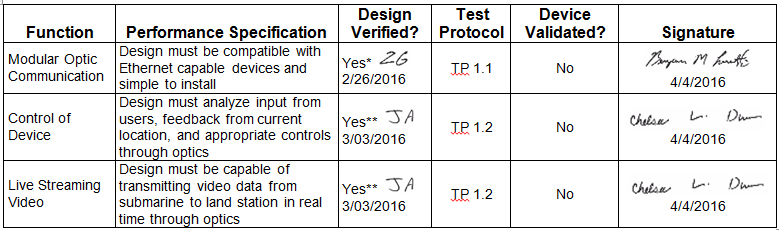 Function
Performance Specification
Design
Verified?
Test
Protocol
Device
Validated?
Signature
Modular Optic
Communication
Design must be compatible with
Ethernet capable devices and
simple to install
Yes* ZG
2/26/2016
TP 1.1
No
4/4/2016
Control of
Device
Design must analyze input from
users, feedback from current
location, and appropriate controls
through optics
Yes** JA
3/03/2016
TP 1.2
No
Chelsea L.
4/4/2016
Live Streaming
Video
Design must be capable of
transmitting video data from
submarine to land station in real
time through optics
Yes** JA
3/03/2016
TP 1.2
No
Chelsea L.
4/4/2016